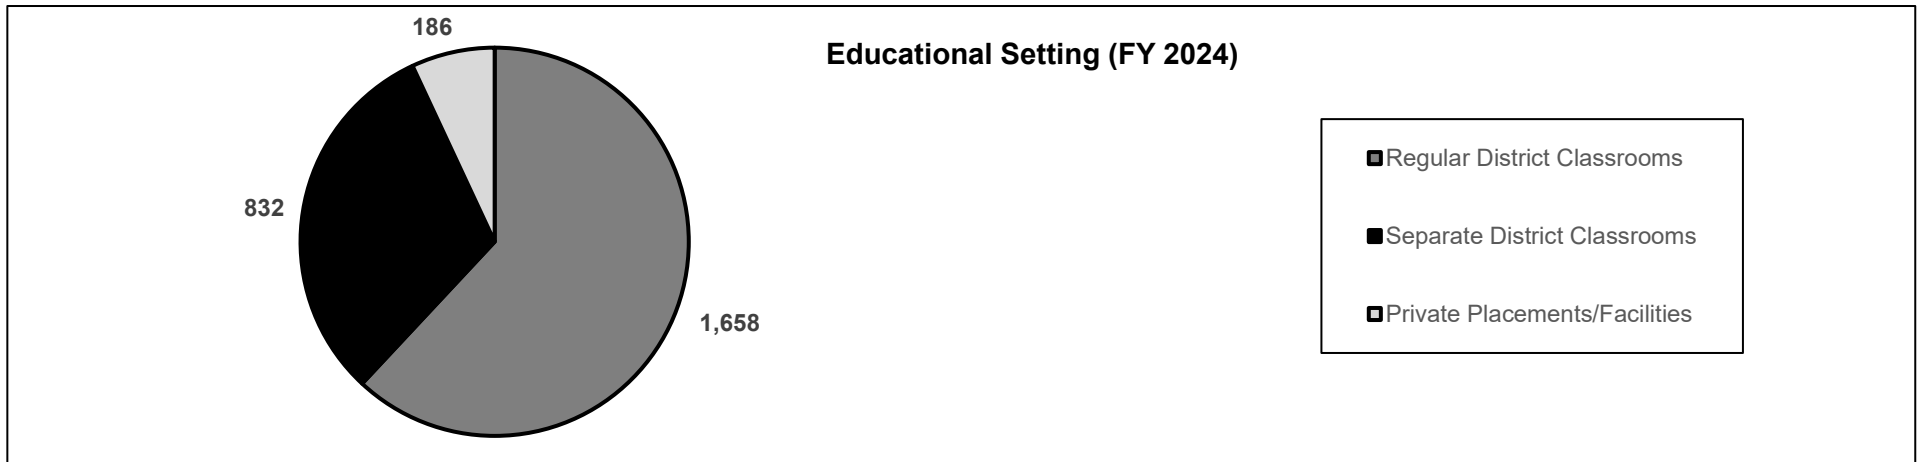 186
Educational Setting (FY 2024)
Regular District Classrooms
832
Separate District Classrooms
Private Placements/Facilities
1,658